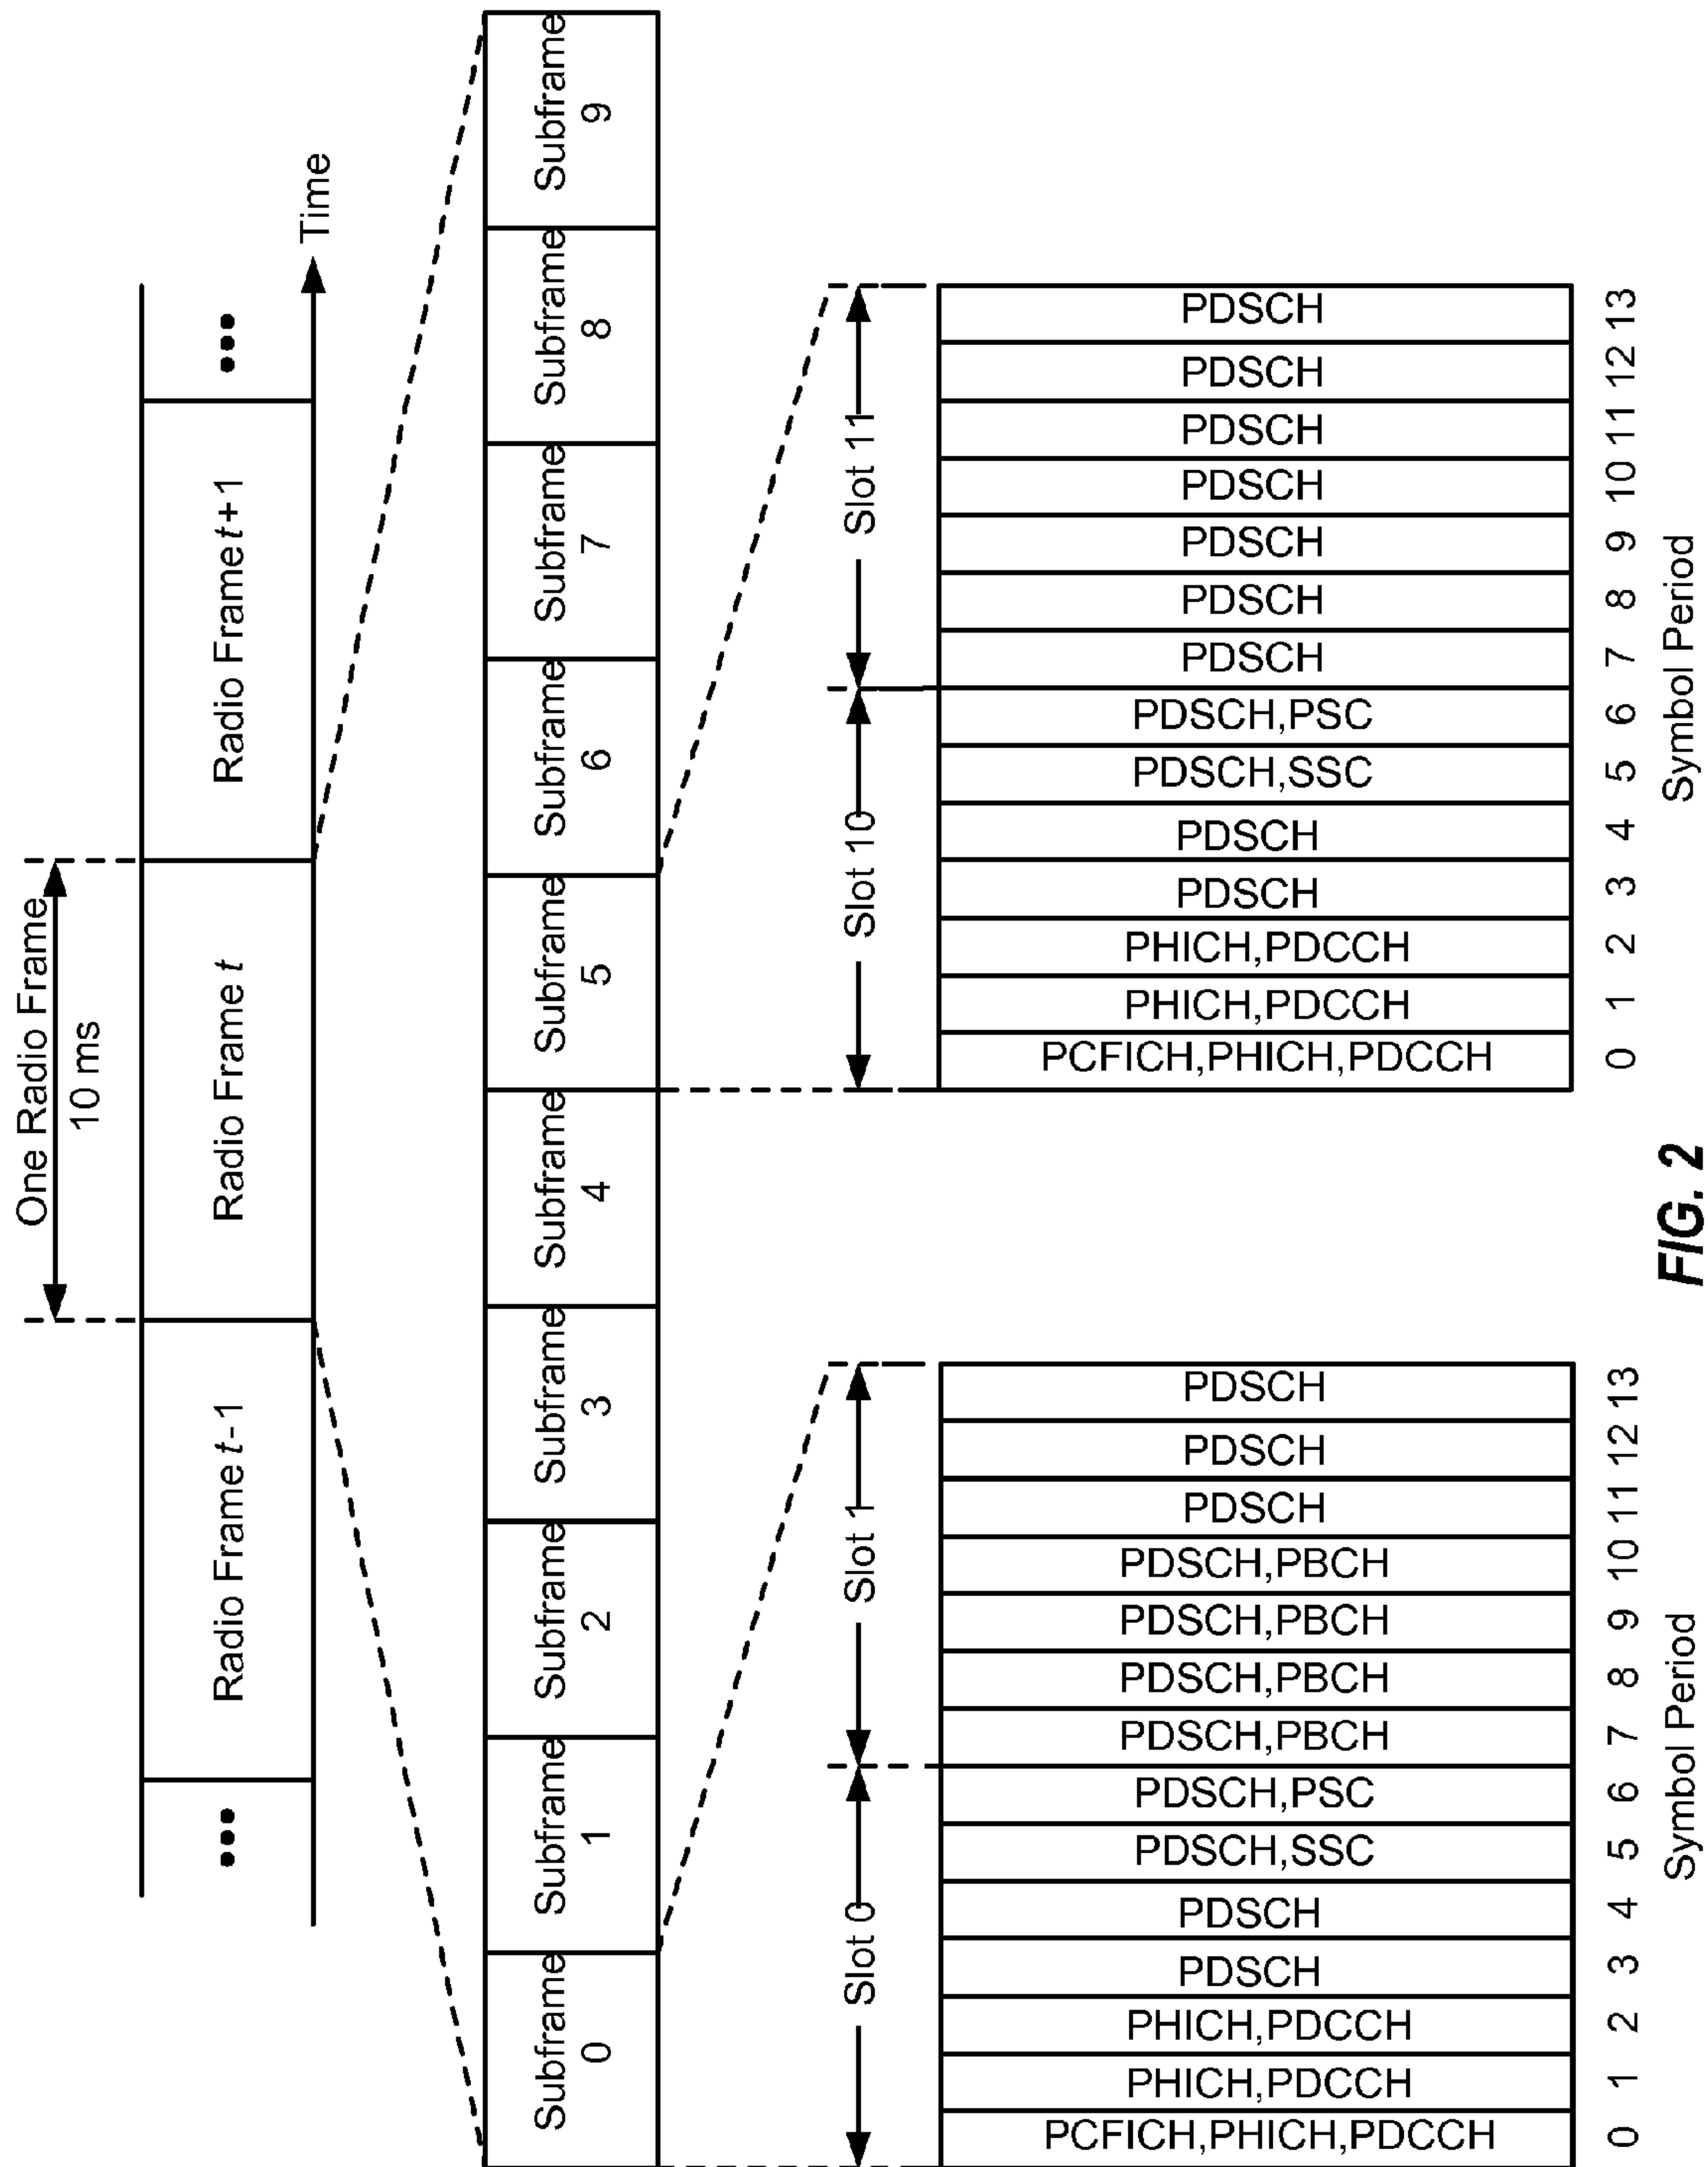 One Radio Frame
10 ms
•••
Radio Frame t-1
Radio Frame t
Radio Frame t+1
•••
Time
Subframe
0
Subframe
1
Subframe
2
Subframe
3
Subframe
4
Subframe
5
Subframe
6
Subframe
7
Subframe
8
Subframe
9
Slot 0
Slot 1
PCFICH,PHICH,PDCCH
PHICH,PDCCH
PHICH,PDCCH
PDSCH
PDSCH
PDSCH,SSC
PDSCH,PSC
PDSCH,PBCH
PDSCH,PBCH
PDSCH,PBCH
PDSCH,PBCH
PDSCH
PDSCH
PDSCH
0 1 2 3 4 5 6 7 8 9 10 11 12 13
Symbol Period
Slot 10
Slot 11
PCFICH,PHICH,PDCCH
PHICH,PDCCH
PHICH,PDCCH
PDSCH
PDSCH
PDSCH,SSC
PDSCH,PSC
PDSCH
PDSCH
PDSCH
PDSCH
PDSCH
PDSCH
PDSCH
0 1 2 3 4 5 6 7 8 9 10 11 12 13
Symbol Period
FIG. 2